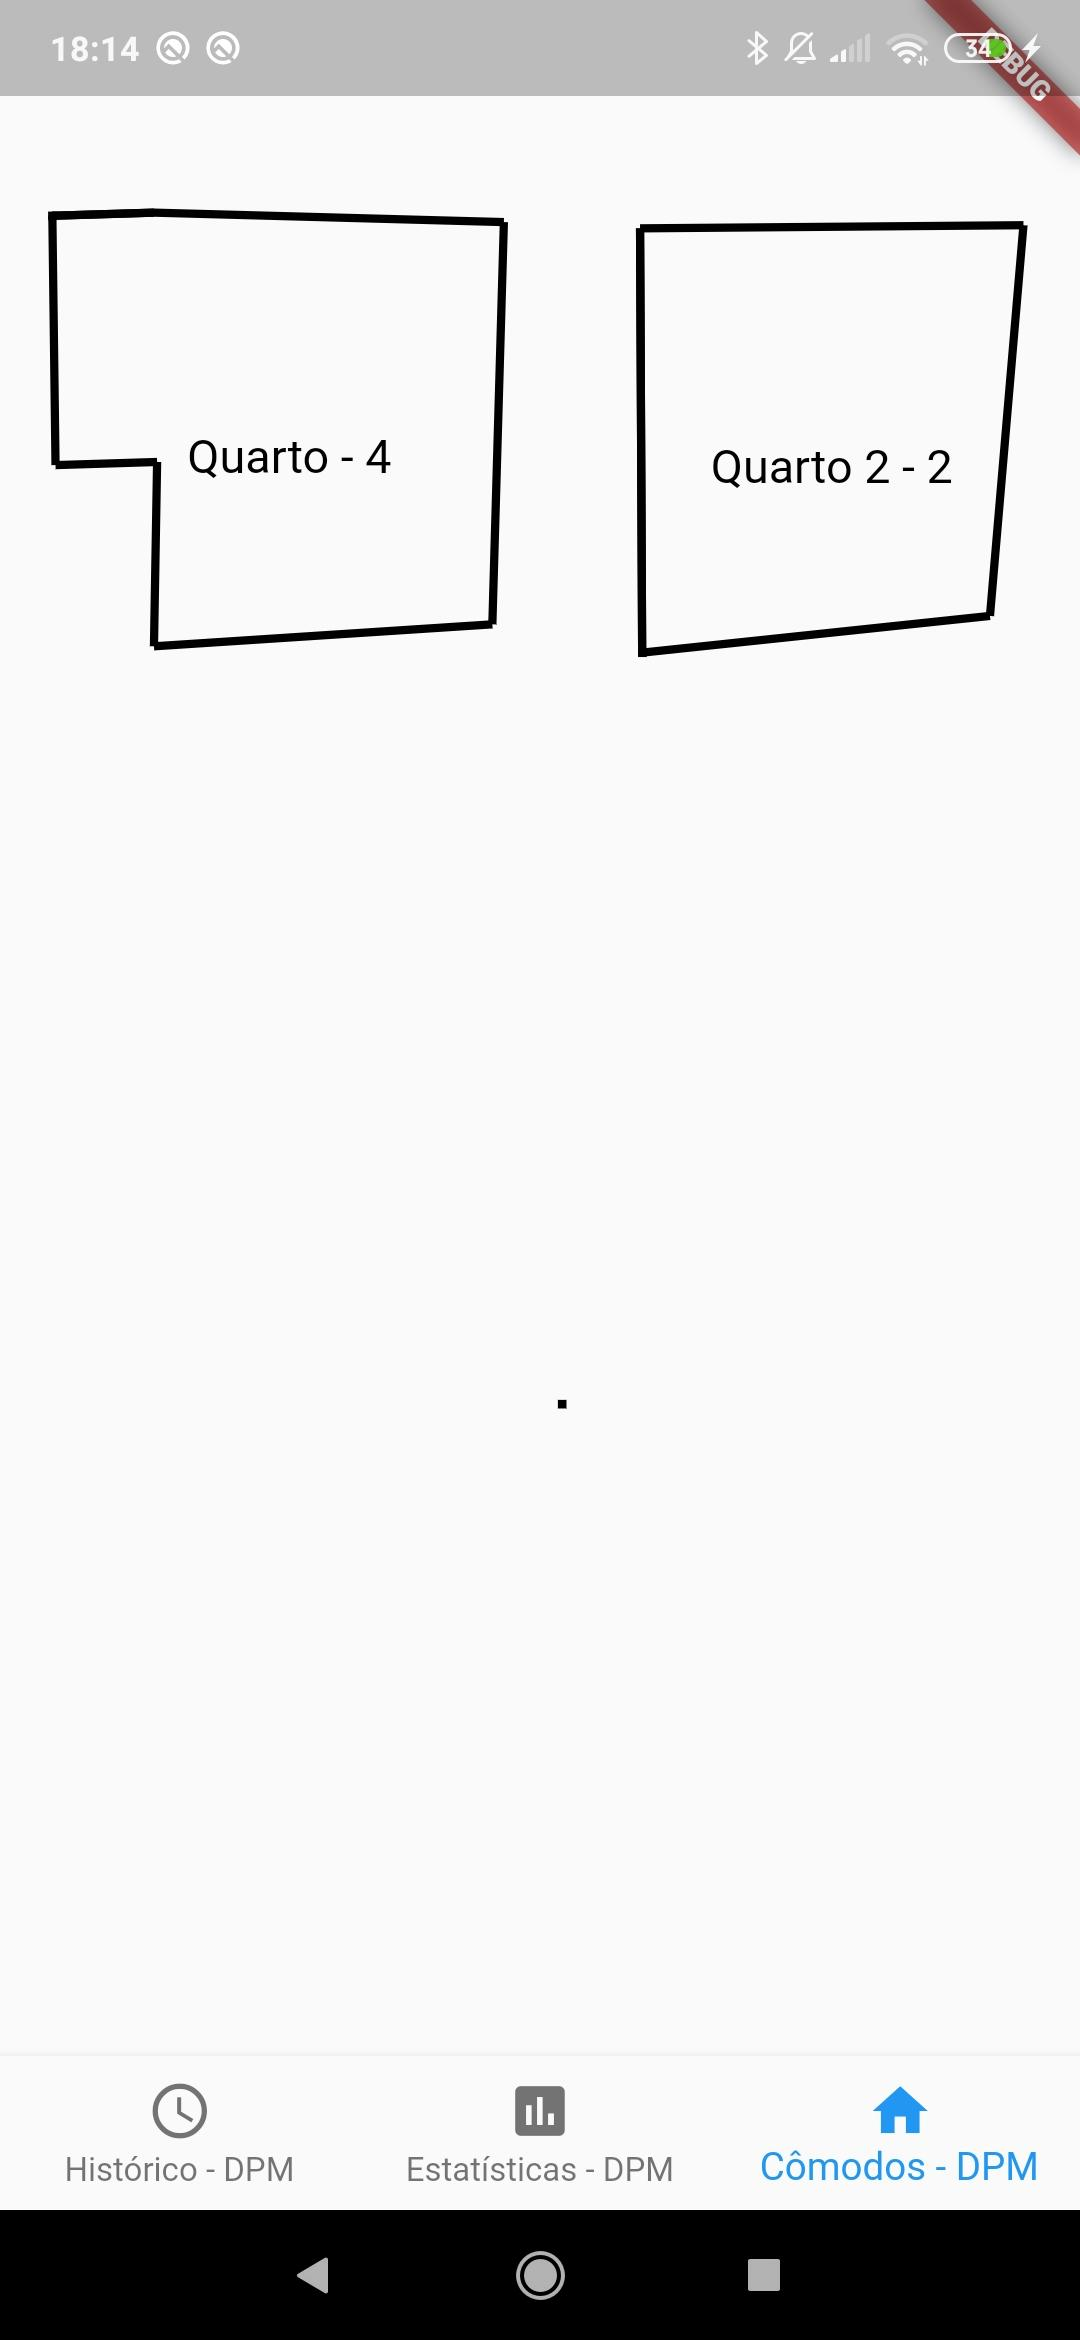 18:14
34
DEBUG
Quarto - 4
Quarto 2 - 2
Histórico - DPM
Estatísticas - DPM
Cômodos - DPM